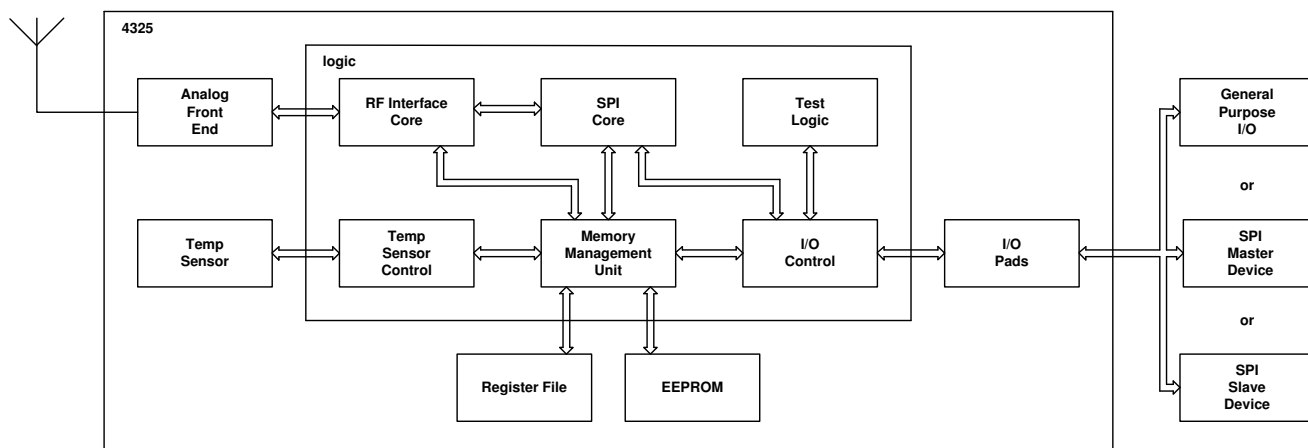 4325
logic
Analog
Front
End
RF Interface
Core
SPI
Core
Test
Logic
General
Purpose
I/O
or
Temp
Sensor
Temp
Sensor
Control
Memory
Management
Unit
I/O
Control
I/O
Pads
SPI
Master
Device
or
Register File
EEPROM
SPI
Slave
Device